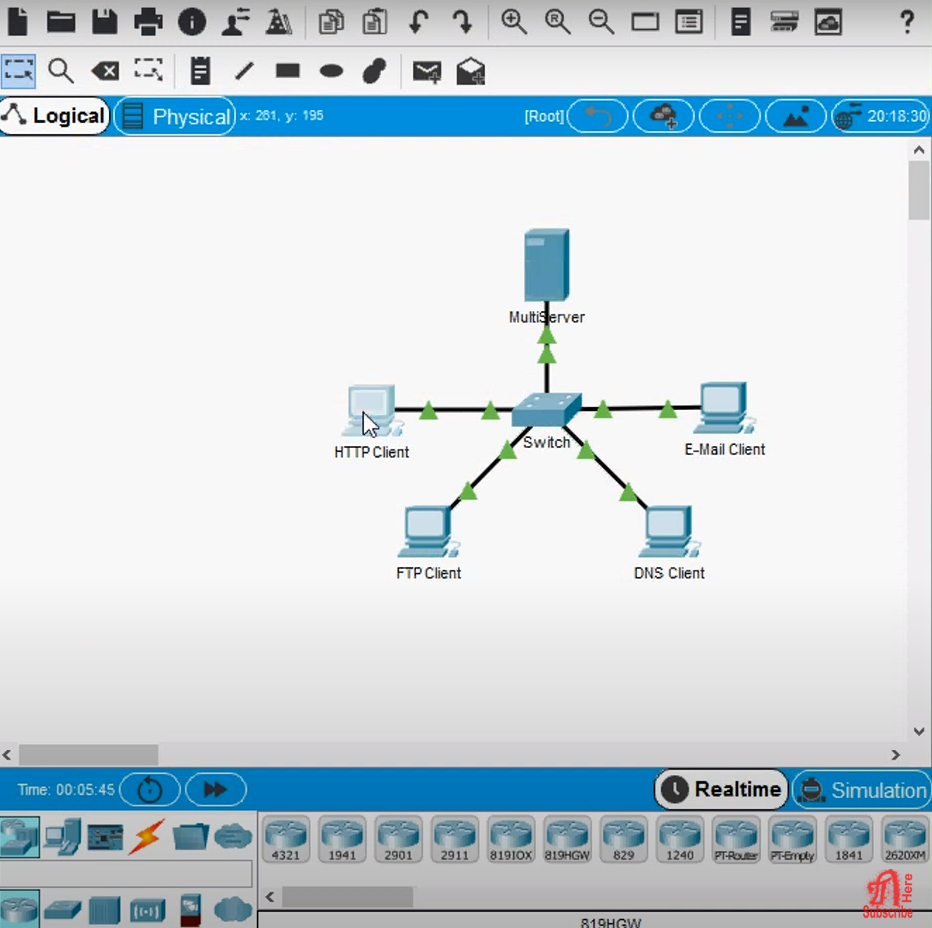 Logical
Physical
x: 261, y: 195
[Root]
20:18:30
MultiServer
HTTP Client
Switch
E-Mail Client
FTP Client
DNS Client
Time: 00:05:45
Realtime
Simulation
4321
1941
2901
2911
819IOX
819HGW
829
1240
PT-Router
PT-Empty
1841
2620XM
819HGW
Subscribe
Here